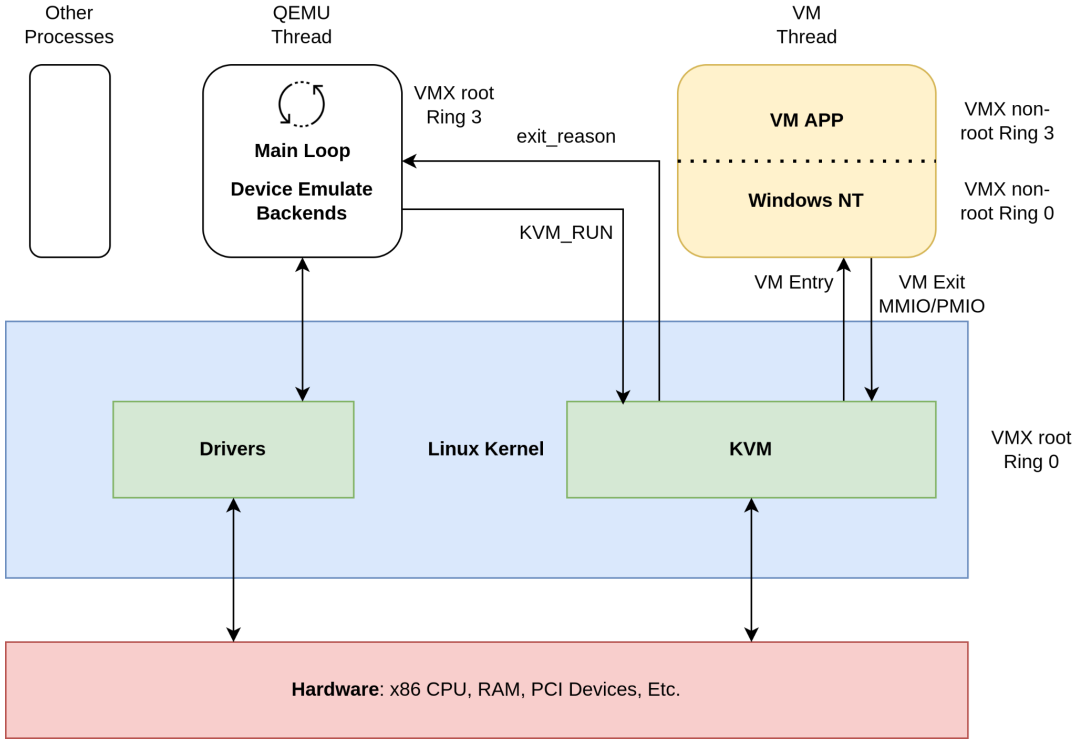 Other
Processes
QEMU
Thread
VM
Thread
Main Loop
Device Emulate
Backends
VMX root
Ring 3
exit_reason
KVM_RUN
VM APP
Windows NT
VMX non-
root Ring 3
VMX non-
root Ring 0
VM Entry
VM Exit
MMIO/PMIO
Drivers
Linux Kernel
KVM
VMX root
Ring 0
Hardware: x86 CPU, RAM, PCI Devices, Etc.